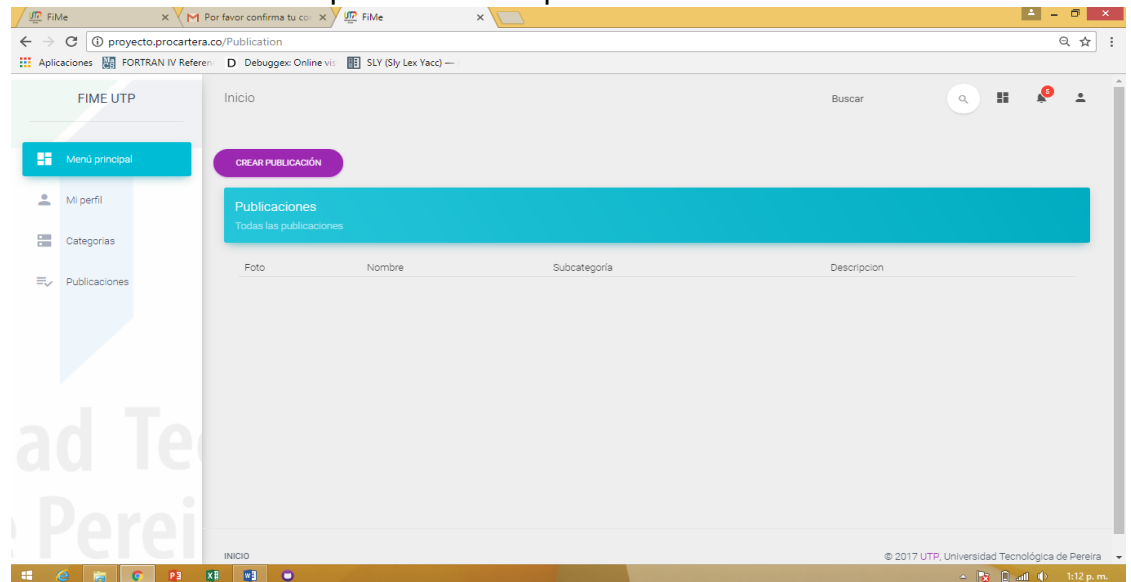 FiMe
Por favor confirma tu cor
FiMe
proyecto.procartera.co/Publication
Aplicaciones
FORTRAN IV Referen
D Debuggex: Online vis
SLY (Sly Lex Yacc) —
FIME UTP
Inicio
Buscar
5
Menú principal
CREAR PUBLICACIÓN
Mi perfil
Publicaciones
Todas las publicaciones
Categorias
Foto
Nombre
Subcategoría
Descripcion
Publicaciones
ad Te
Perei
INICIO
© 2017 UTP, Universidad Tecnológica de Pereira
1:12 p. m.